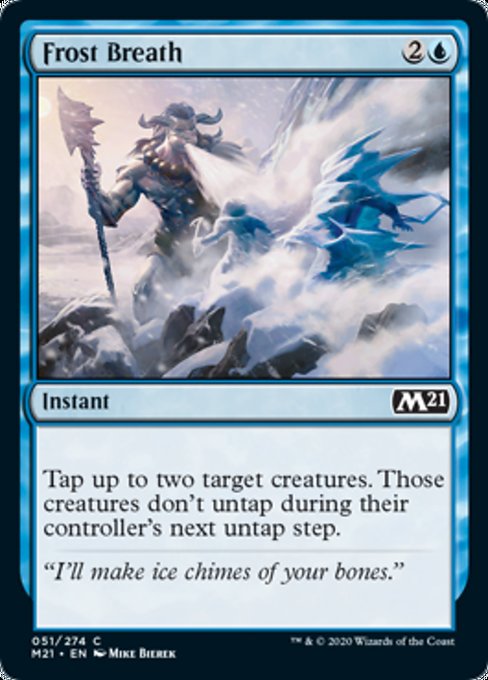 Frost Breath 2
Instant M21
Tap up to two target creatures. Those
creatures don't untap during their
controller's next untap step.
"I'll make ice chimes of your bones."
051/274 C ™ & © 2020 Wizards of the Coast
M21 • EN Mike Bierek